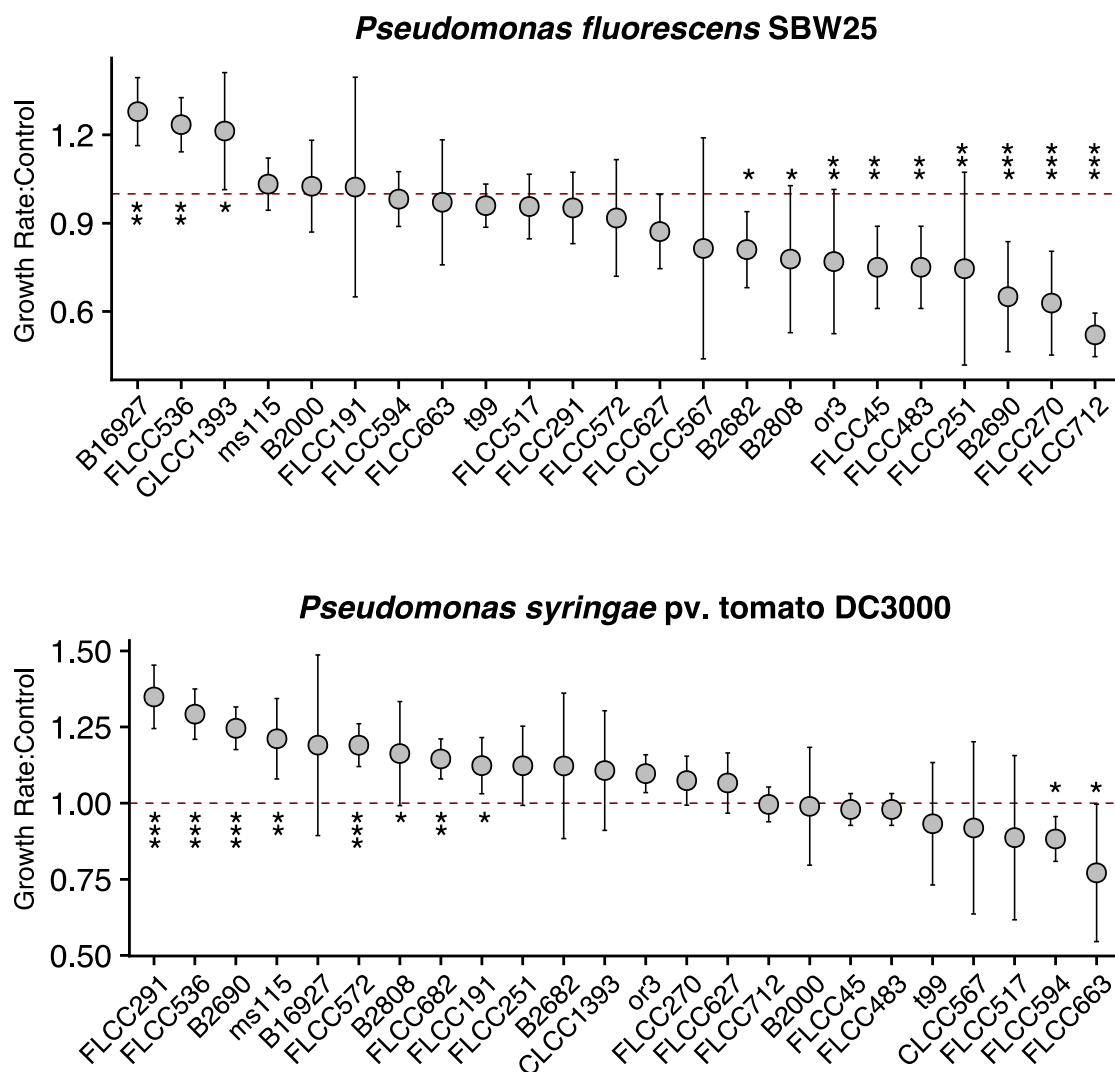 Pseudomonas fluorescens SBW25
Growth Rate:Control
1.2
0.9
0.6
** ** * * * ** ** ** ** *** *** ***
B16927 FLCC536 CLCC1393 ms115 B2000 FLCC191 FLCC594 FLCC663 t99 FLCC517 FLCC291 FLCC572 FLCC627 CLCC567 B2682 B2808 or3 FLCC45 FLCC483 FLCC251 B2690 FLCC270 FLCC712
Pseudomonas syringae pv. tomato DC3000
Growth Rate:Control
1.50
1.25
1.00
0.75
0.50
*** *** *** ** *** * ** * * *
FLCC291 FLCC536 B2690 ms115 B16927 FLCC572 B2808 FLCC682 FLCC191 FLCC251 B2682 CLCC1393 or3 FLCC270 FLCC627 FLCC712 B2000 FLCC45 FLCC483 t99 CLCC567 FLCC517 FLCC594 FLCC663